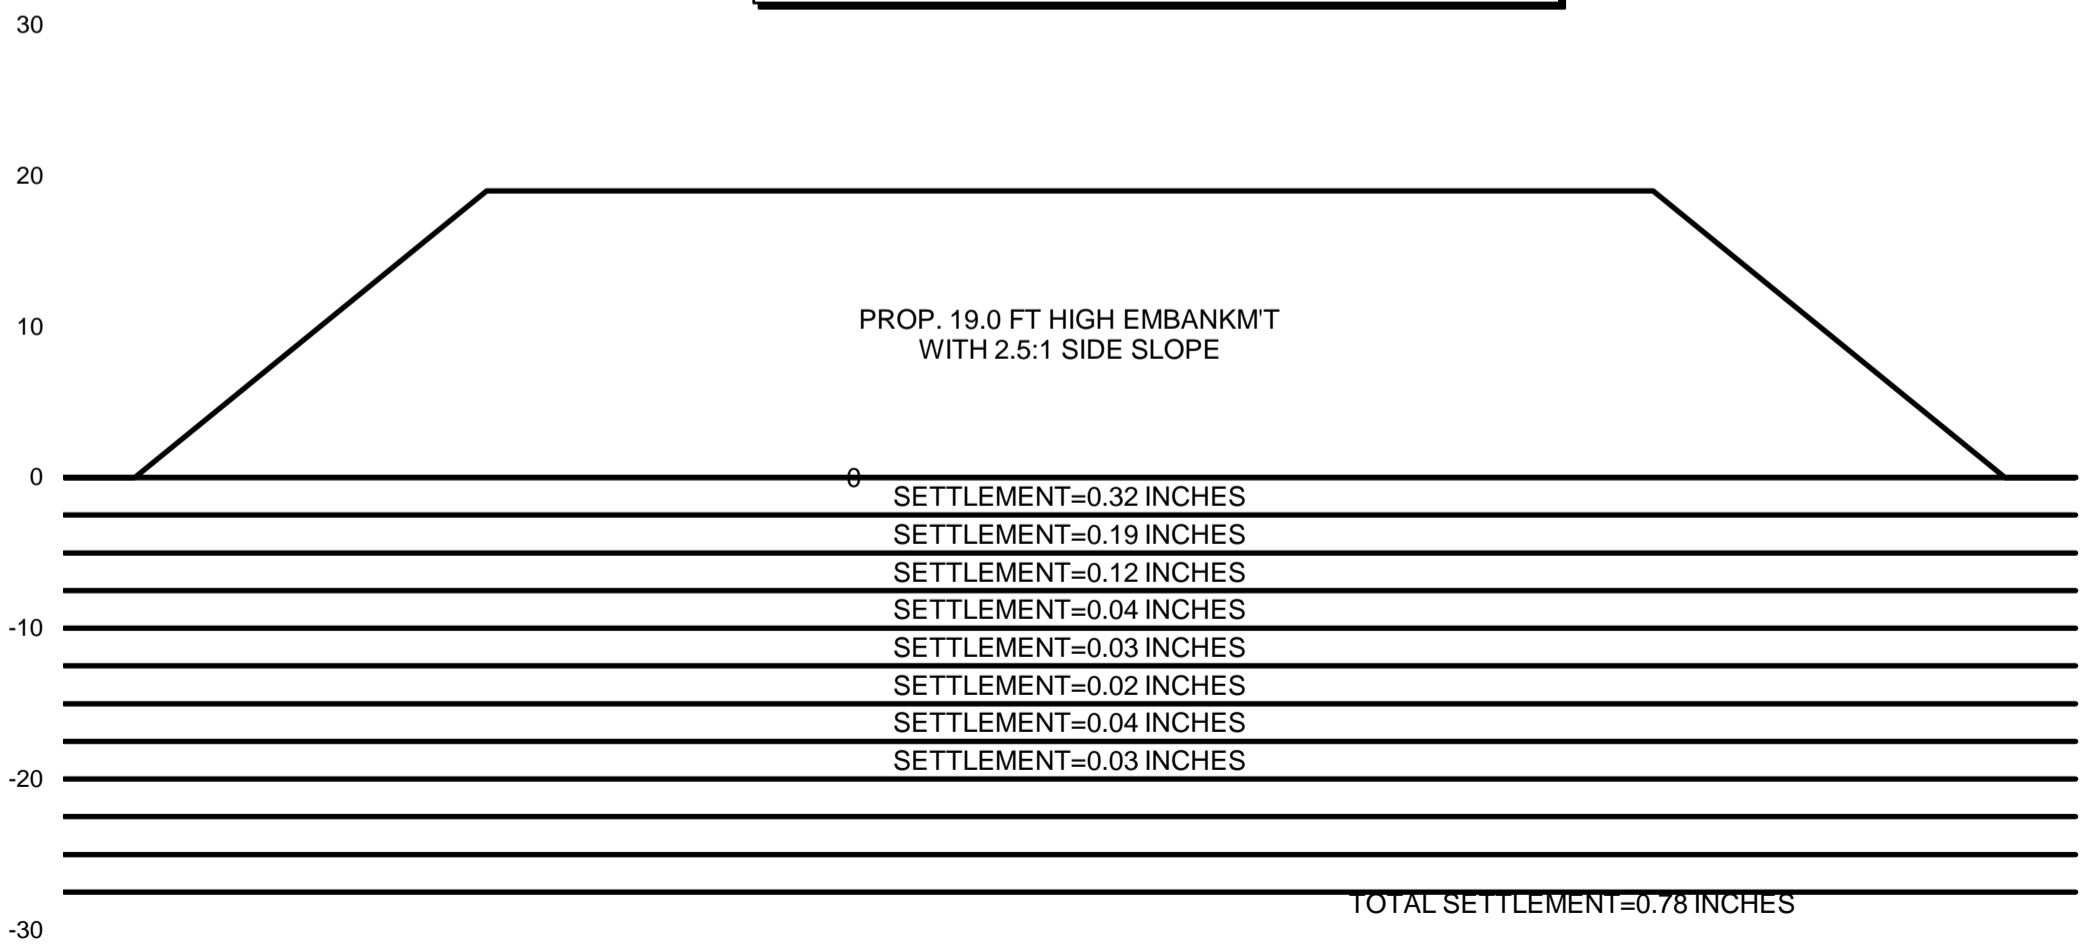 30
20
10
PROP. 19.0 FT HIGH EMBANKM'T
WITH 2.5:1 SIDE SLOPE
0
0
SETTLEMENT=0.32 INCHES
SETTLEMENT=0.19 INCHES
SETTLEMENT=0.12 INCHES
SETTLEMENT=0.04 INCHES
-10
SETTLEMENT=0.03 INCHES
SETTLEMENT=0.02 INCHES
SETTLEMENT=0.04 INCHES
SETTLEMENT=0.03 INCHES
-20
TOTAL SETTLEMENT=0.78 INCHES
-30